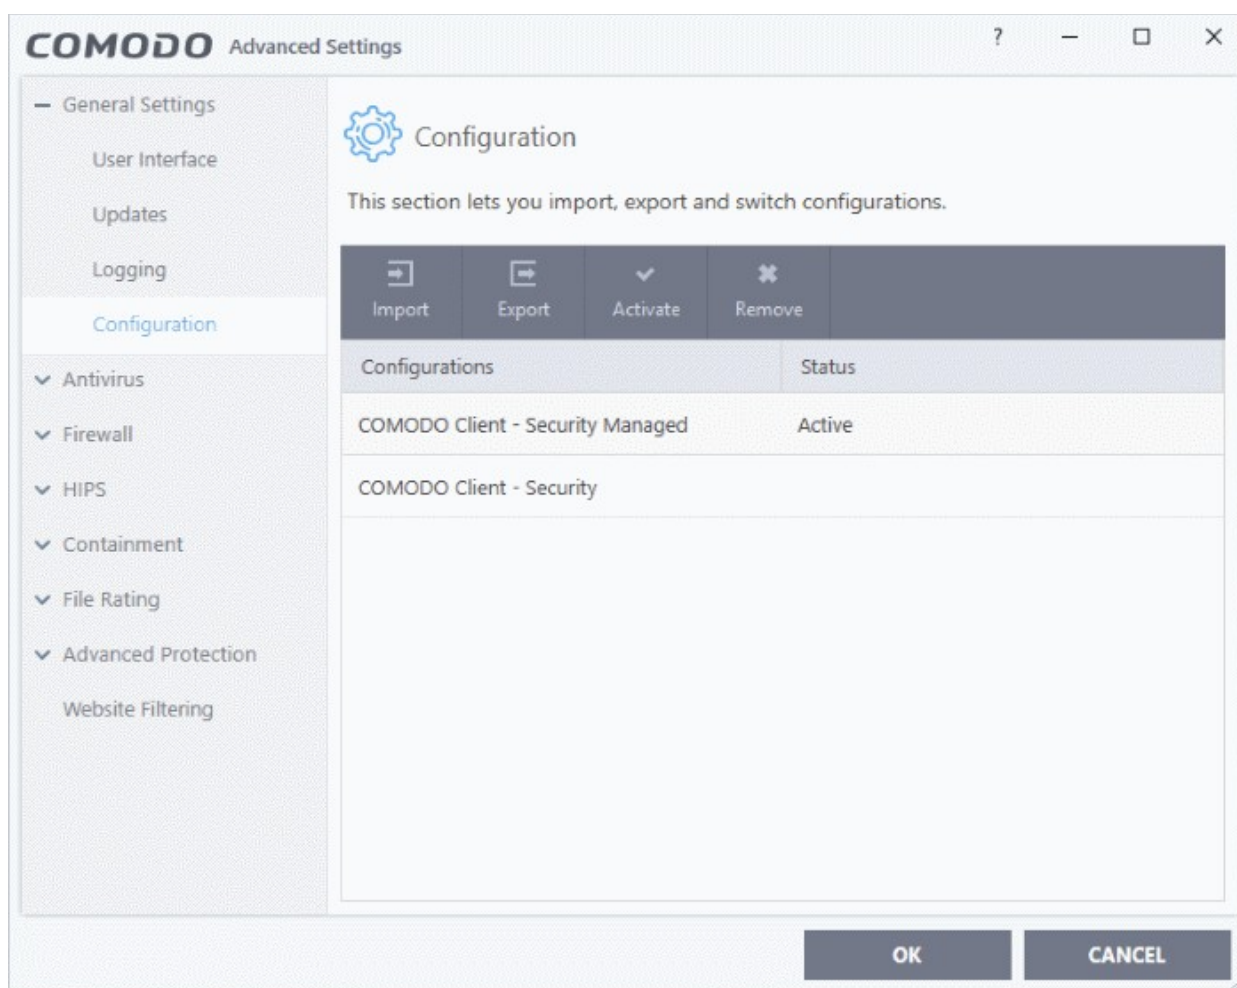 COMODO Advanced Settings ?
General Settings
User Interface
Updates
Logging
Configuration
Antivirus
Firewall
HIPS
Containment
File Rating
Advanced Protection
Website Filtering
Configuration
This section lets you import, export and switch configurations.
Import Export Activate Remove
Configurations Status
COMODO Client - Security Managed Active
COMODO Client - Security
OK CANCEL